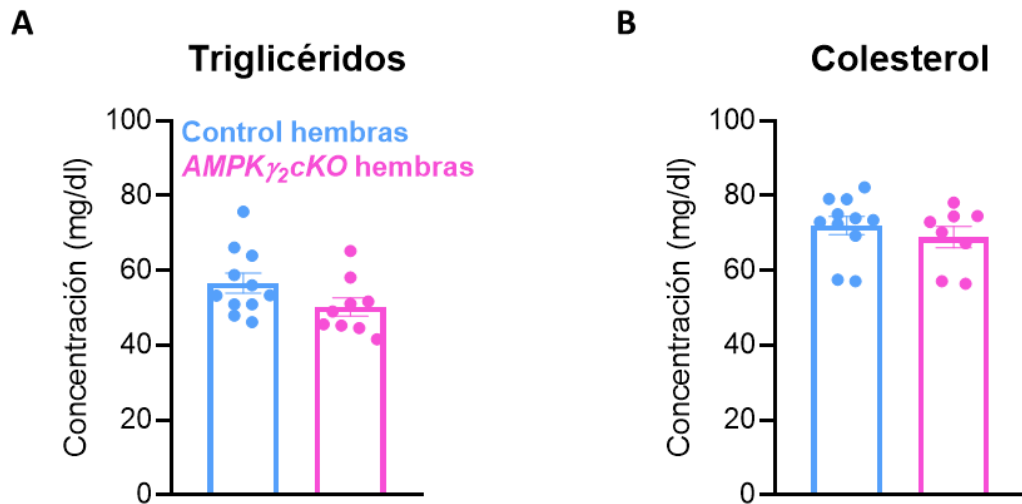 A
Triglicéridos
Concentración (mg/dl)
100
80
60
40
20
0
Control hembras
AMPKγ₂cKO hembras
B
Colesterol
Concentración (mg/dl)
100
80
60
40
20
0